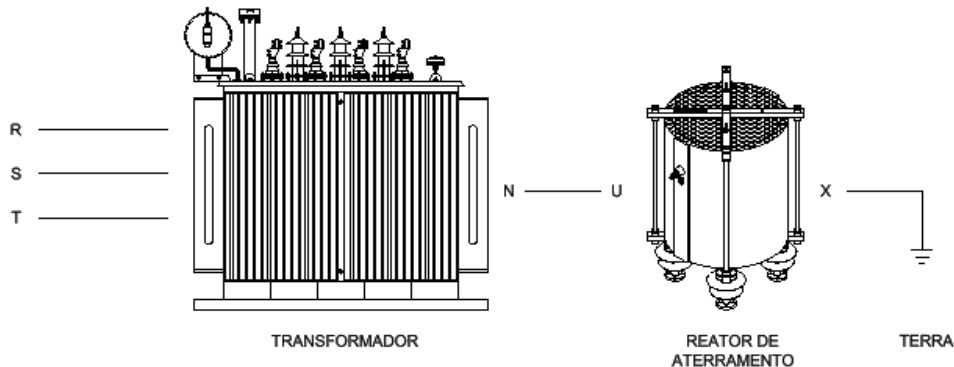 R
S
T
N
U
X
TRANSFORMADOR
REATOR DE
ATERRAMENTO
TERRA